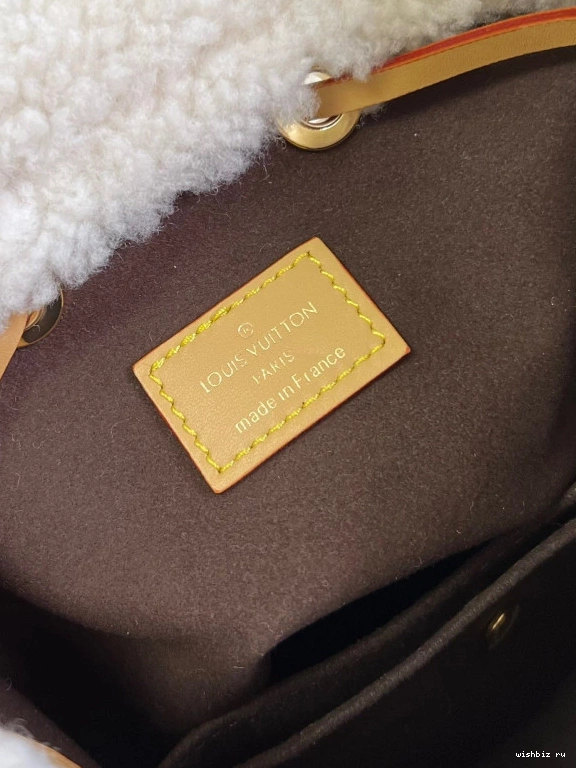 LOUIS VUITTON
PARIS
made in France
wishbiz ru